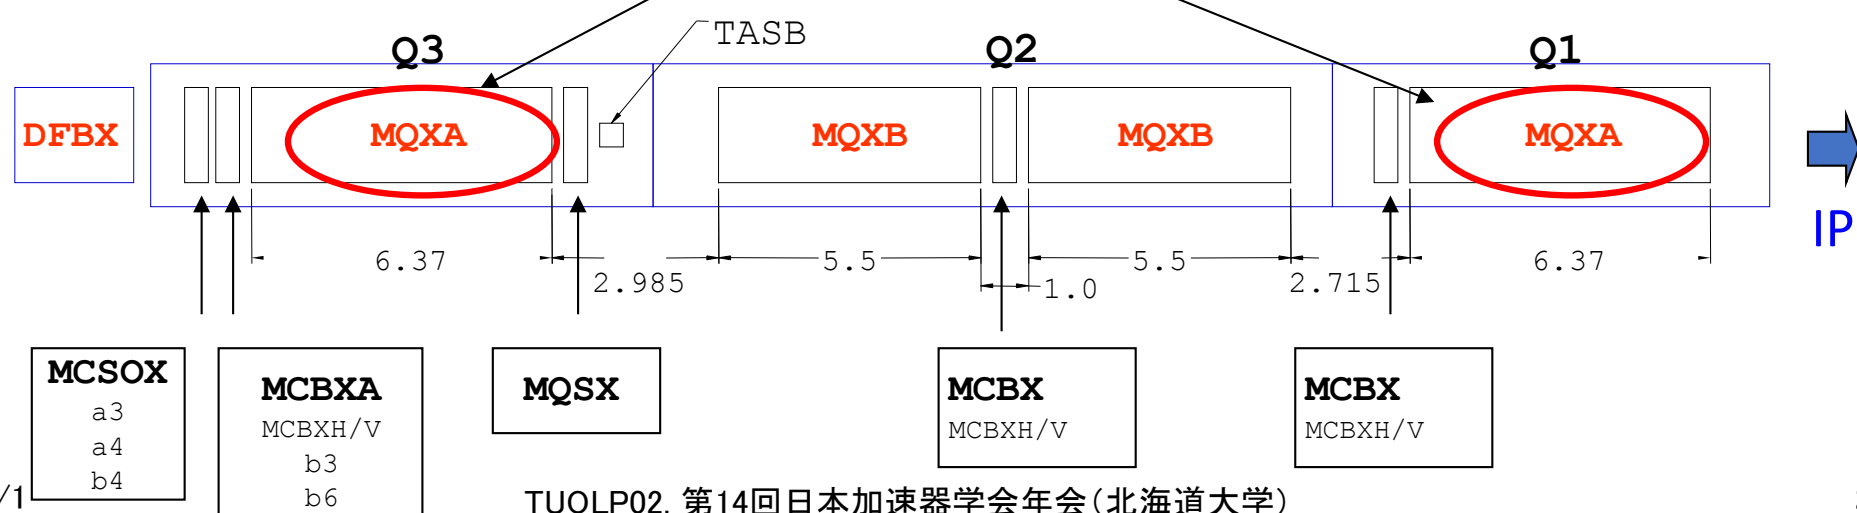 TASB
Q3
Q2
Q1
DFBX
MQXA
MQXB
MQXB
MQXA
IP
6.37
2.985
5.5
1.0
5.5
2.715
6.37
MCSOX
a3
a4
b4
MCBXA
MCBXH/V
b3
b6
MQSX
MCBX
MCBXH/V
MCBX
MCBXH/V
/1
TUOLP02, 第14回日本加速器学会年会(北海道大学)